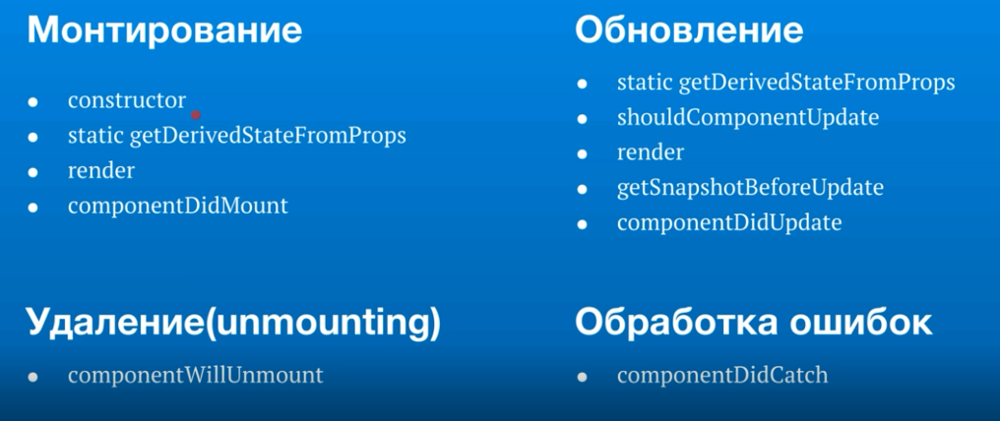 Монтирование
• constructor
• static getDerivedStateFromProps
• render
• componentDidMount
Обновление
• static getDerivedStateFromProps
• shouldComponentUpdate
• render
• getSnapshotBeforeUpdate
• componentDidUpdate
Удаление(unmounting)
• componentWillUnmount
Обработка ошибок
• componentDidCatch